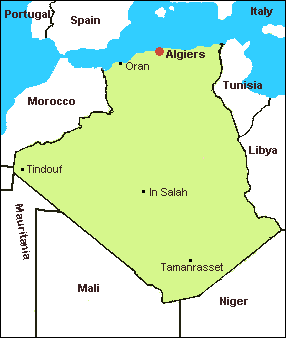 Portugal
Spain
Italy
Algiers
Oran
Tunisia
Morocco
Libya
Tindouf
In Salah
Mauritania
Tamanrasset
Mali
Niger